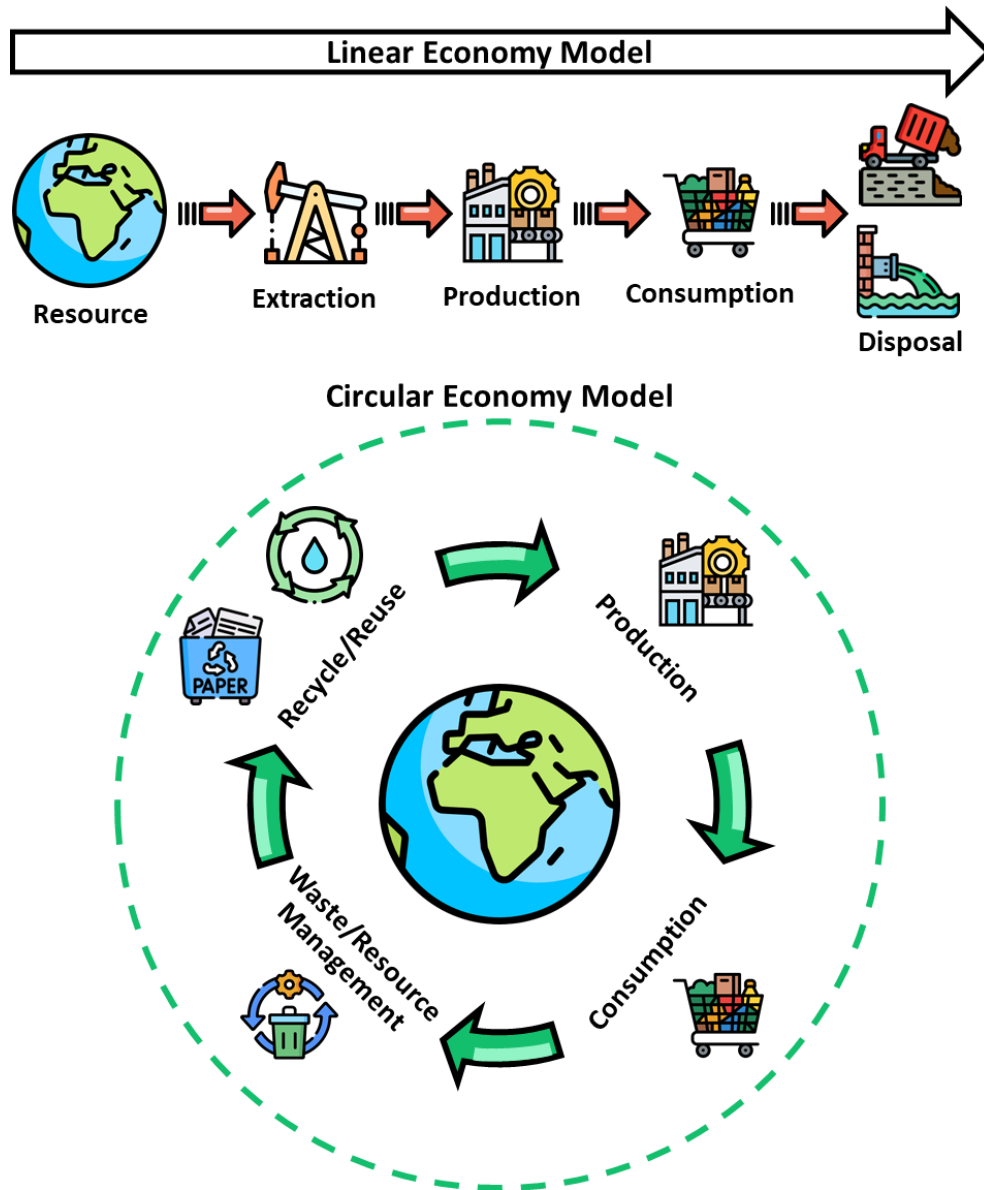 Linear Economy Model
Resource
Extraction
Production
Consumption
Disposal
Circular Economy Model
Recycle/Reuse
PAPER
Production
Consumption
Waste/Resource
Management